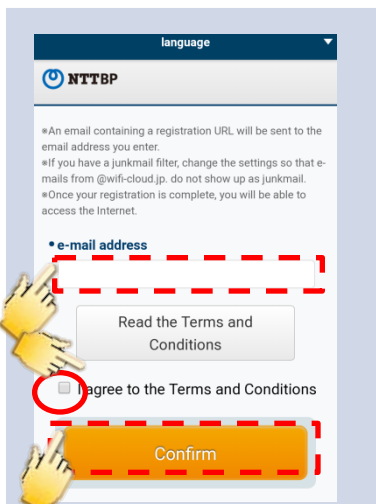 language
NTTBP
*An email containing a registration URL will be sent to the
email address you enter.
*If you have a junkmail filter, change the settings so that e-
mails from @wifi-cloud.jp. do not show up as junkmail.
*Once your registration is complete, you will be able to
access the Internet.
• e-mail address
Read the Terms and
Conditions
I agree to the Terms and Conditions
Confirm